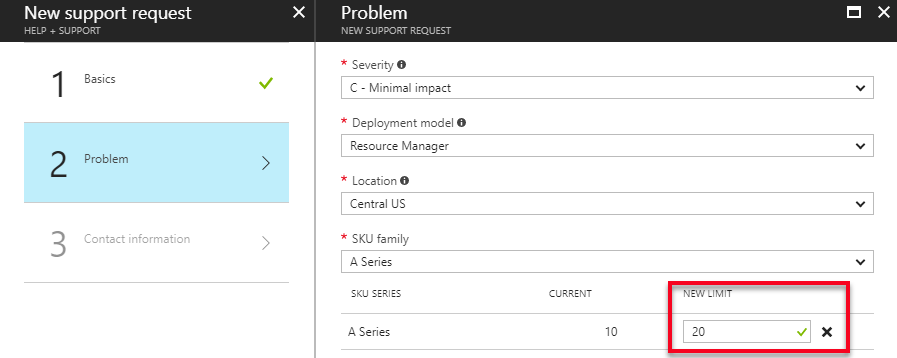 New support request
HELP + SUPPORT
1 Basics
2 Problem
3 Contact information
Problem
NEW SUPPORT REQUEST
* Severity
C - Minimal impact
* Deployment model
Resource Manager
* Location
Central US
* SKU family
A Series
SKU SERIES CURRENT NEW LIMIT
A Series 10 20